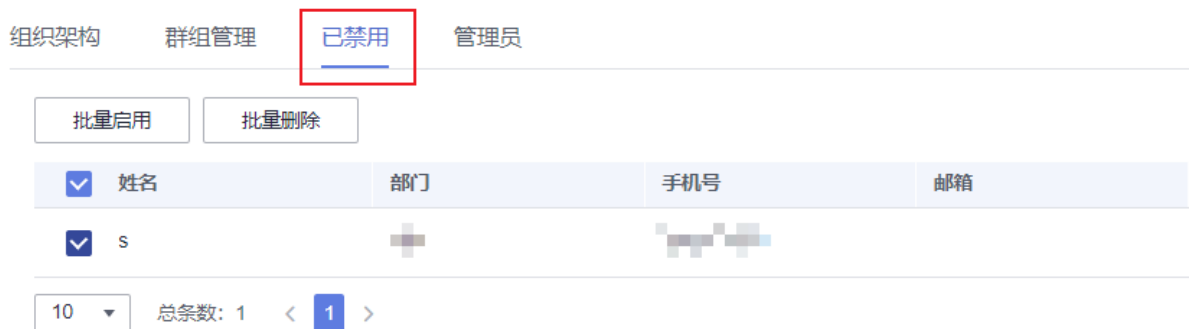 组织架构 群组管理 已禁用 管理员
批量启用 批量删除
姓名 部门 手机号 邮箱
s
10 总条数：1 < 1 >